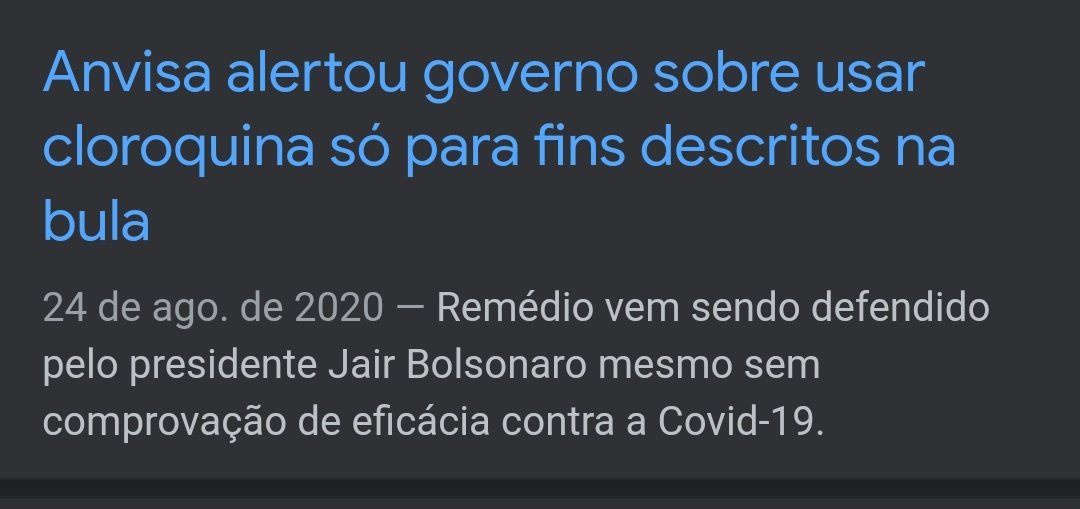 Anvisa alertou governo sobre usar
cloroquina só para fins descritos na
bula
24 de ago. de 2020 — Remédio vem sendo defendido
pelo presidente Jair Bolsonaro mesmo sem
comprovação de eficácia contra a Covid-19.